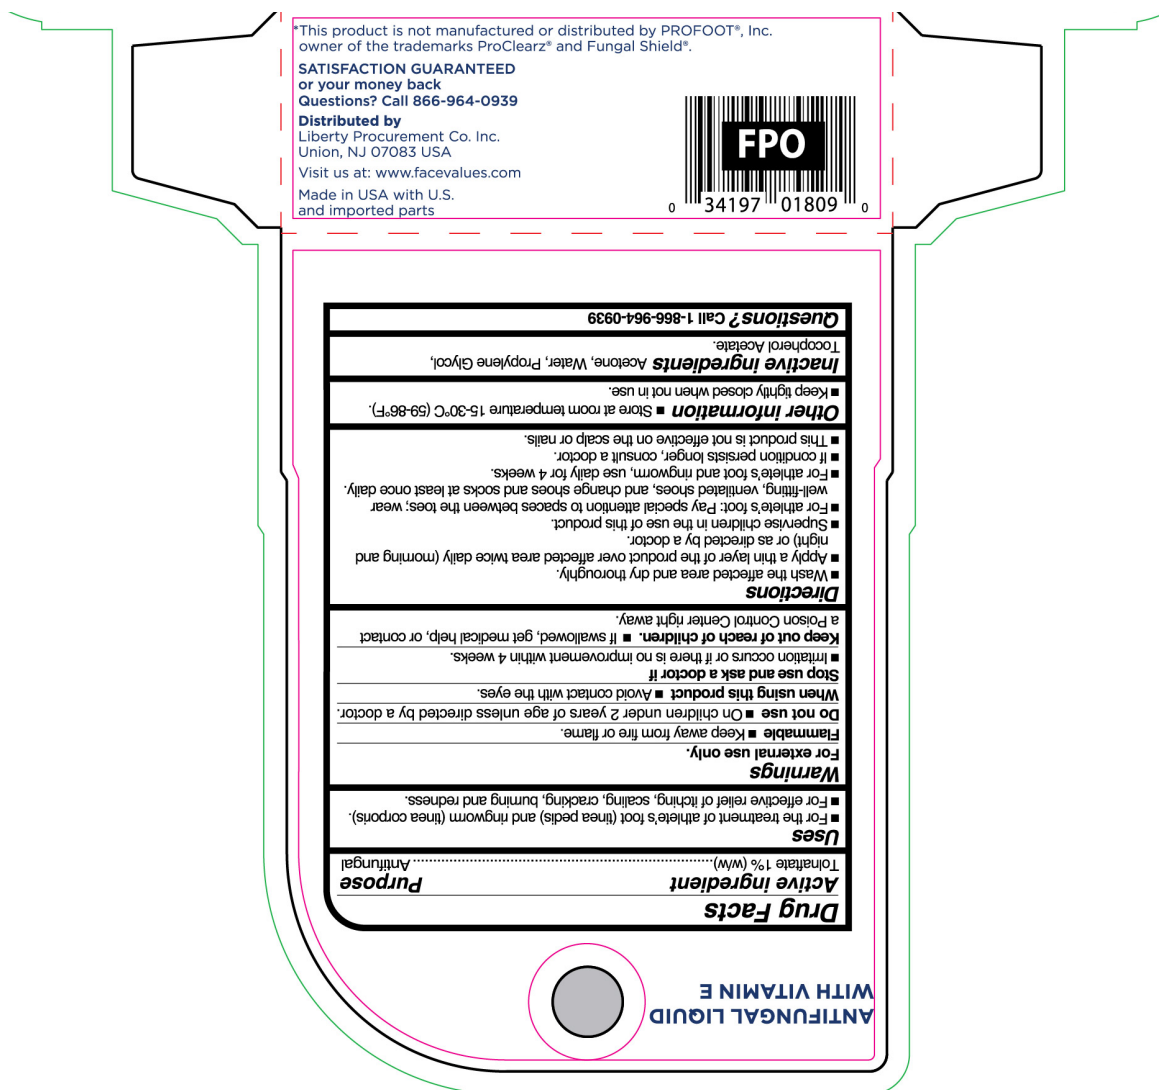 *This product is not manufactured or distributed by PROFOOT®, Inc.
owner of the trademarks ProClearz® and Fungal Shield®.
SATISFACTION GUARANTEED
or your money back
Questions? Call 866-964-0939
Distributed by
Liberty Procurement Co. Inc.
Union, NJ 07083 USA
Visit us at: www.facevalues.com
Made in USA with U.S.
and imported parts
FPO
0 34197 01809 0
ANTIFUNGAL LIQUID
WITH VITAMIN E
Drug Facts
Active ingredient Purpose
Tolnaftate 1% (w/w)..........................................................................Antifungal
Uses
■ For the treatment of athlete's foot (tinea pedis) and ringworm (tinea corporis).
■ For effective relief of itching, scaling, cracking, burning and redness.
Warnings
For external use only.
Flammable ■ Keep away from fire or flame.
Do not use ■ On children under 2 years of age unless directed by a doctor.
When using this product ■ Avoid contact with the eyes.
Stop use and ask a doctor if
■ Irritation occurs or if there is no improvement within 4 weeks.
Keep out of reach of children. ■ If swallowed, get medical help, or contact
a Poison Control Center right away.
Directions
■ Wash the affected area and dry thoroughly.
■ Apply a thin layer of the product over affected area twice daily (morning and
night) or as directed by a doctor.
■ Supervise children in the use of this product.
■ For athlete's foot: Pay special attention to spaces between the toes; wear
well-fitting, ventilated shoes, and change shoes and socks at least once daily.
■ For athlete's foot and ringworm, use daily for 4 weeks.
■ If condition persists longer, consult a doctor.
■ This product is not effective on the scalp or nails.
Other information ■ Store at room temperature 15-30°C (59-86°F).
■ Keep tightly closed when not in use.
Inactive ingredients Acetone, Water, Propylene Glycol,
Tocopherol Acetate.
Questions? Call 1-866-964-0939